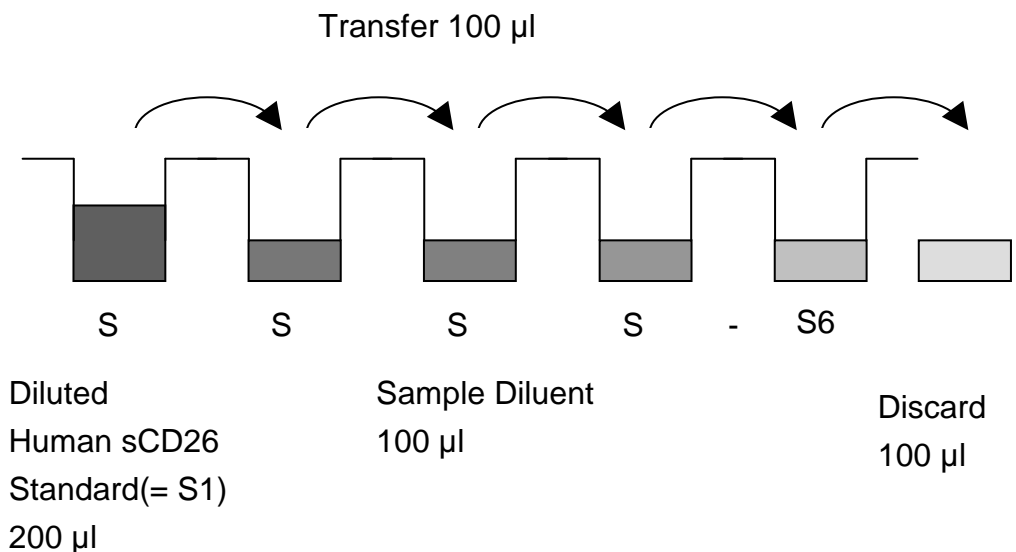 Transfer 100 µl
S S S S - S6
Diluted
Human sCD26
Standard(= S1)
200 µl
Sample Diluent
100 µl
Discard
100 µl